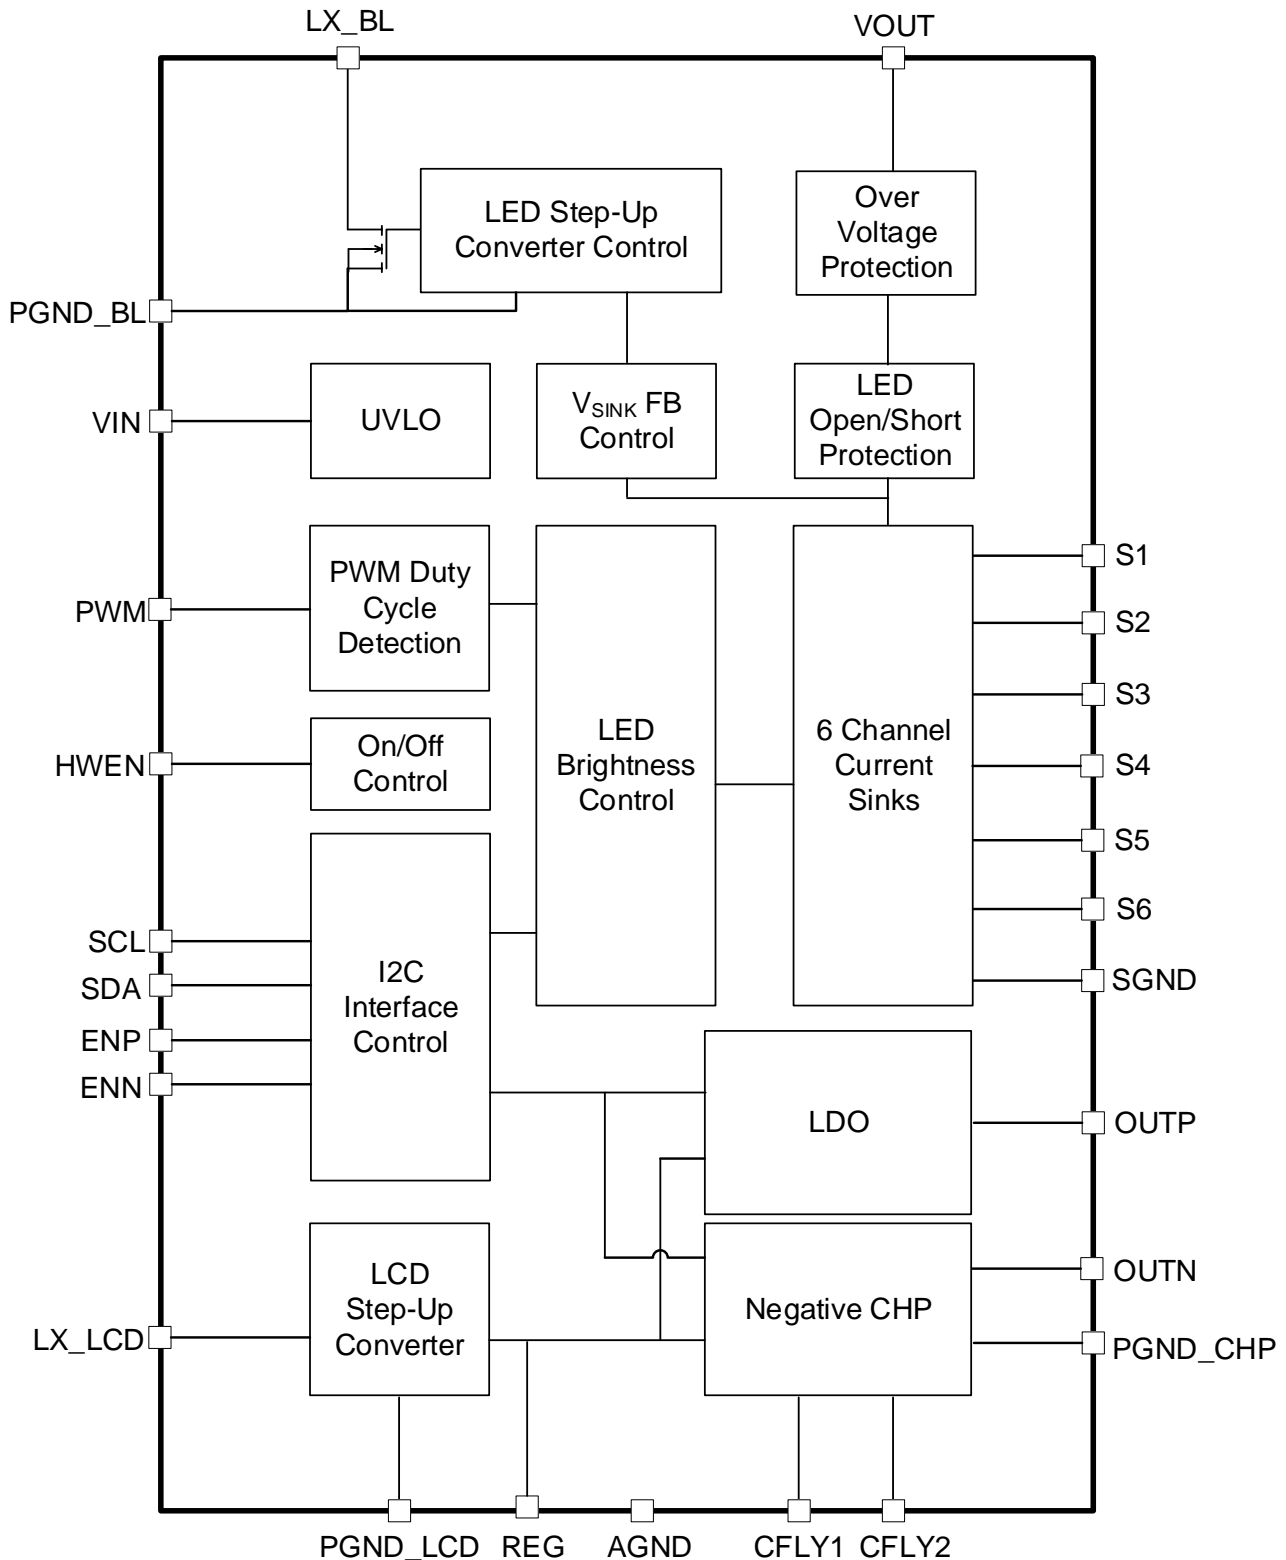 LX_BL
VOUT
LED Step-Up
Converter Control
Over
Voltage
Protection
PGND_BL
VIN
UVLO
VSINK FB
Control
LED
Open/Short
Protection
PWM
PWM Duty
Cycle
Detection
HWEN
On/Off
Control
LED
Brightness
Control
6 Channel
Current
Sinks
S1
S2
S3
S4
S5
S6
SGND
SCL
SDA
ENP
ENN
I2C
Interface
Control
LDO
OUTP
LX_LCD
LCD
Step-Up
Converter
Negative CHP
OUTN
PGND_CHP
PGND_LCD
REG
AGND
CFLY1
CFLY2